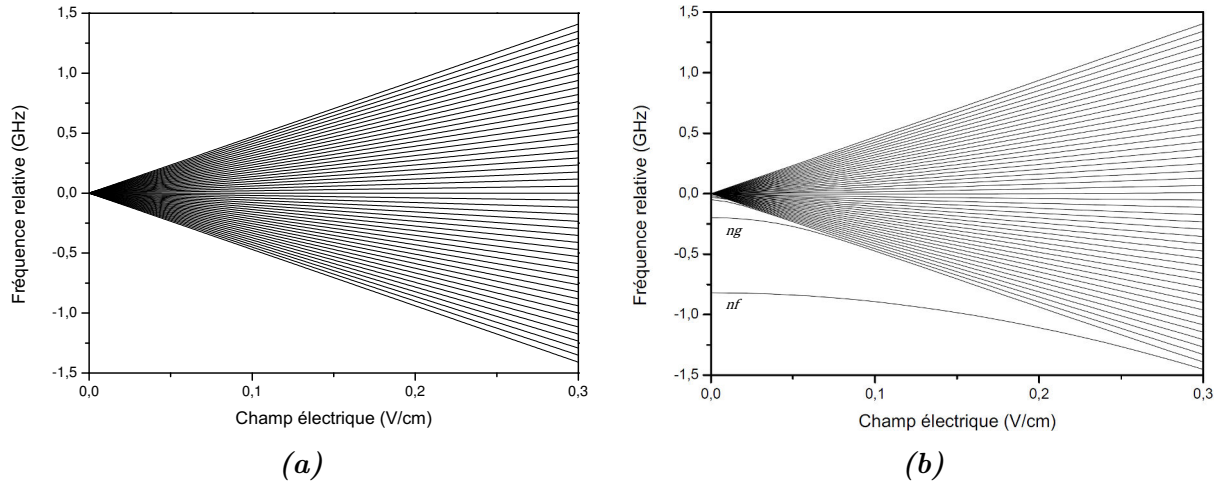 1,5
1,0
0,5
0,0
-0,5
-1,0
-1,5
Fréquence relative (GHz)
0,0 0,1 0,2 0,3
Champ électrique (V/cm)
(a)
1,5
1,0
0,5
0,0
-0,5
-1,0
-1,5
Fréquence relative (GHz)
ng
nf
0,0 0,1 0,2 0,3
Champ électrique (V/cm)
(b)